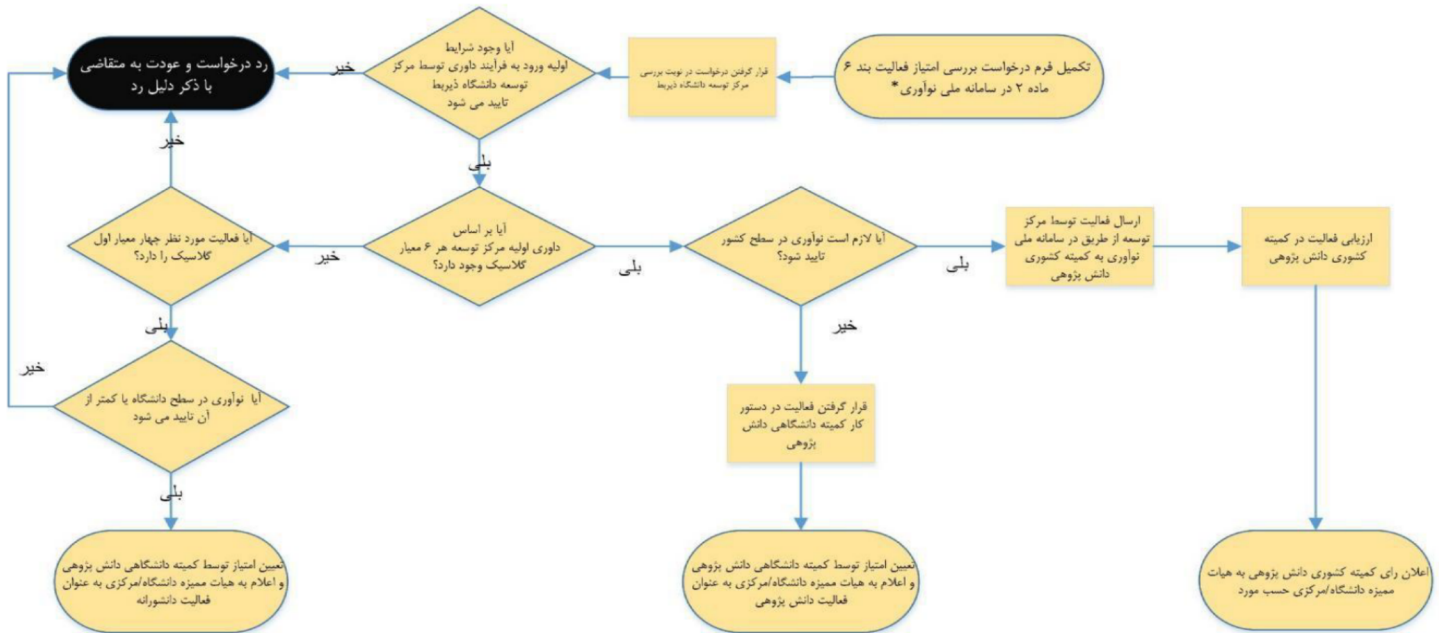 تکمیل فرم درخواست بررسی امتیاز فعالیت بند ۶
ماده ۲ در سامانه ملی نوآوری*
قرار گرفتن درخواست در نوبت بررسی
مرکز توسعه دانشگاه ذیربط
آیا وجود شرایط
اولیه ورود به فرآیند داوری توسط مرکز
توسعه دانشگاه ذیربط
تایید می شود
خیر
رد درخواست و عودت به متقاضی
با ذکر دلیل رد
بلی
خیر
آیا بر اساس
داوری اولیه مرکز توسعه هر ۶ معیار
گلاسیک وجود دارد؟
خیر
آیا فعالیت مورد نظر چهار معیار اول
گلاسیک را دارد؟
بلی
آیا لازم است نوآوری در سطح کشور
تایید شود؟
بلی
ارسال فعالیت توسط مرکز
توسعه از طریق در سامانه ملی
نوآوری به کمیته کشوری
دانش پژوهی
ارزیابی فعالیت در کمیته
کشوری دانش پژوهی
بلی
خیر
خیر
آیا نوآوری در سطح دانشگاه یا کمتر از
آن تایید می شود
قرار گرفتن فعالیت در دستور
کار کمیته دانشگاهی دانش
پژوهی
بلی
تعیین امتیاز توسط کمیته دانشگاهی دانش پژوهی
و اعلام به هیات ممیزه دانشگاه/مرکزی به عنوان
فعالیت دانشورانه
تعیین امتیاز توسط کمیته دانشگاهی دانش پژوهی
و اعلام به هیات ممیزه دانشگاه/مرکزی به عنوان
فعالیت دانش پژوهی
اعلان رای کمیته کشوری دانش پژوهی به هیات
ممیزه دانشگاه/مرکزی حسب مورد